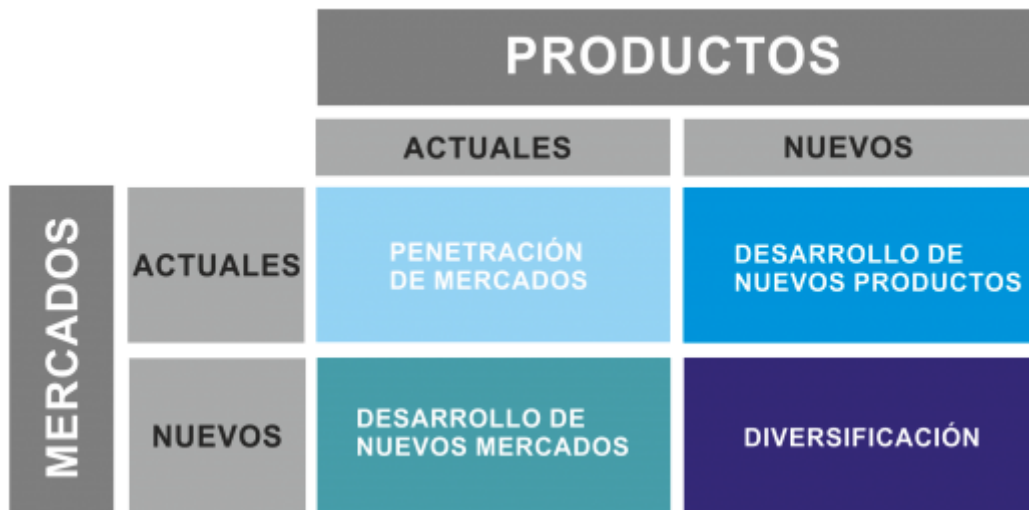 PRODUCTOS
ACTUALES
NUEVOS
MERCADOS
ACTUALES
PENETRACIÓN
DE MERCADOS
DESARROLLO DE
NUEVOS PRODUCTOS
NUEVOS
DESARROLLO DE
NUEVOS MERCADOS
DIVERSIFICACIÓN